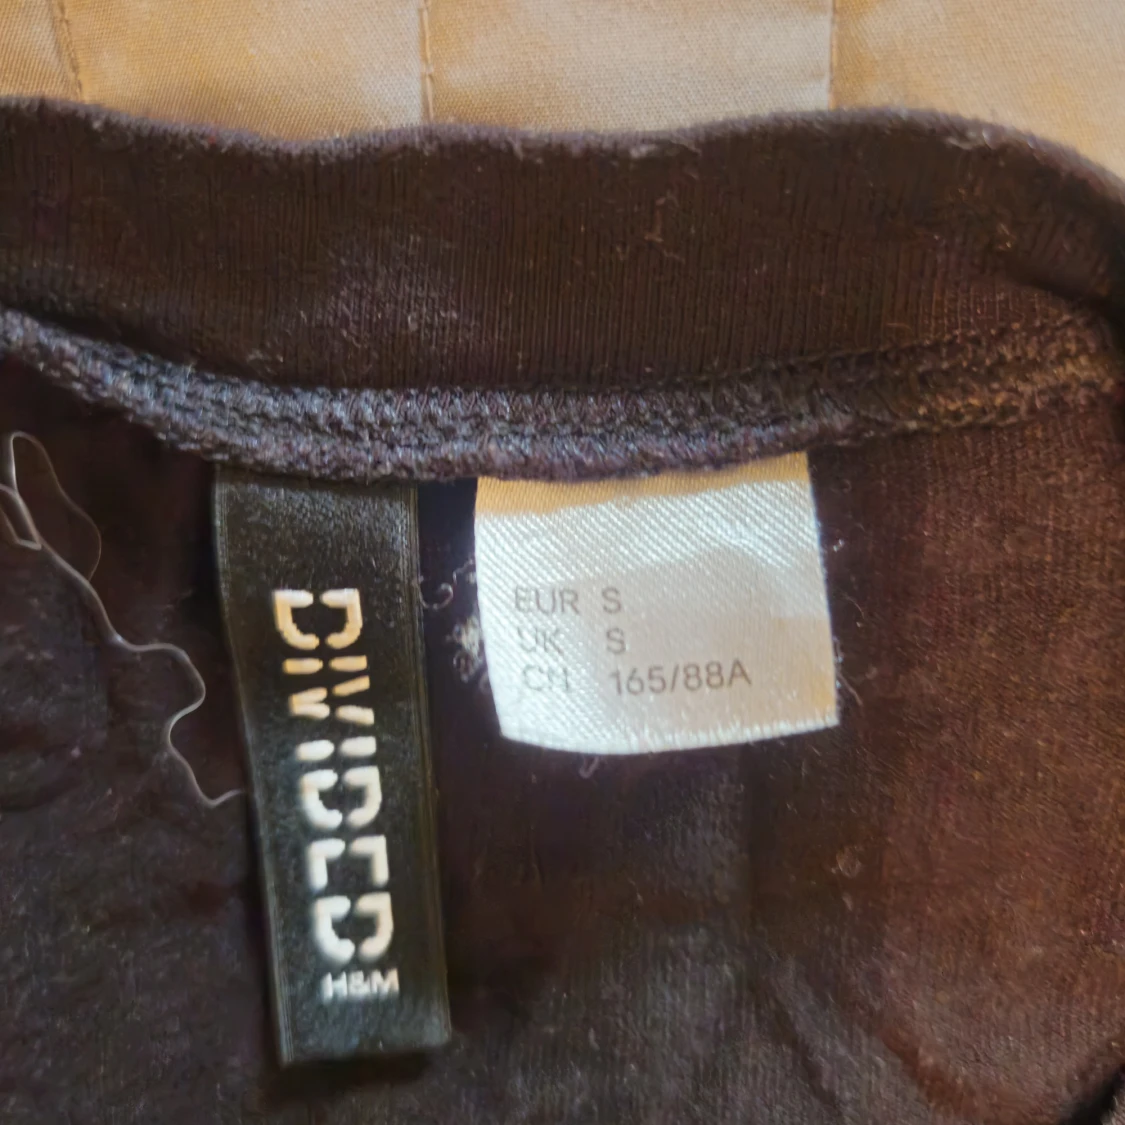 DIVIDED
H&M
EUR S
UK S
CN 165/88A